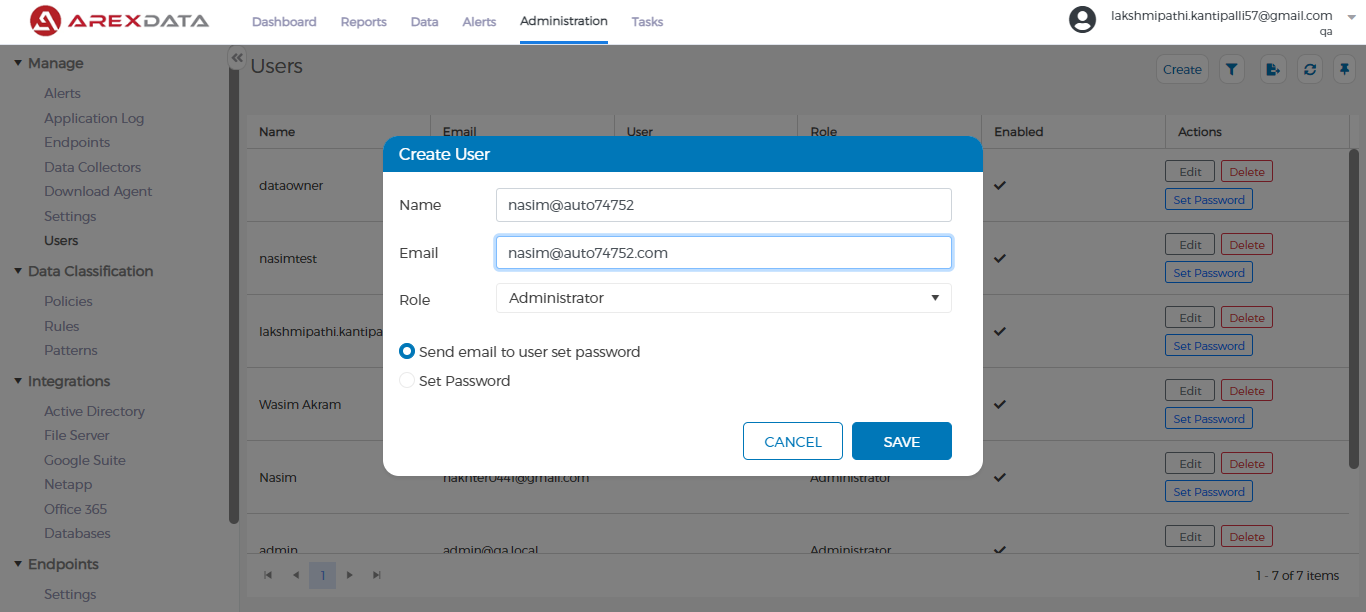 AREXDATA
Dashboard Reports Data Alerts Administration Tasks
lakshmipathi.kantipalli57@gmail.com
qa
Manage
Alerts
Application Log
Endpoints
Data Collectors
Download Agent
Settings
Users
Data Classification
Policies
Rules
Patterns
Integrations
Active Directory
File Server
Google Suite
Netapp
Office 365
Databases
Endpoints
Settings
Users
Create
Name Email User Role Enabled Actions
dataowner Edit Delete
Set Password
nasimtest Edit Delete
Set Password
lakshmipathi.kantipa Edit Delete
Set Password
Wasim Akram Edit Delete
Set Password
Nasim nakhter0441@gmail.com Administrator Edit Delete
Set Password
admin admin@qa.local Administrator Edit Delete
1
1 - 7 of 7 items
Create User
Name nasim@auto74752
Email nasim@auto74752.com
Role Administrator
Send email to user set password
Set Password
CANCEL SAVE